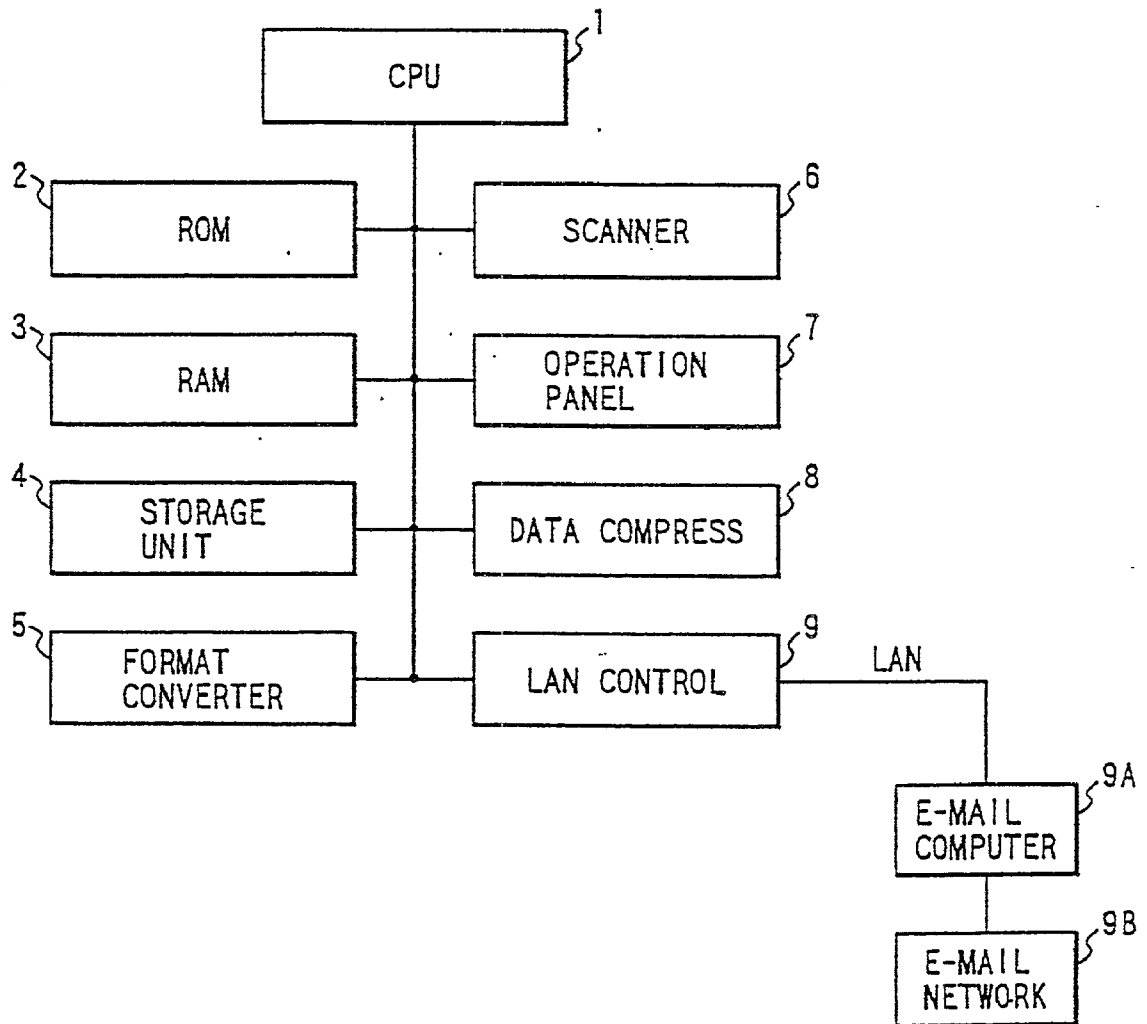 1
CPU
2
ROM
6
SCANNER
3
RAM
7
OPERATION
PANEL
4
STORAGE
UNIT
8
DATA COMPRESS
5
FORMAT
CONVERTER
9
LAN CONTROL
LAN
9A
E-MAIL
COMPUTER
9B
E-MAIL
NETWORK